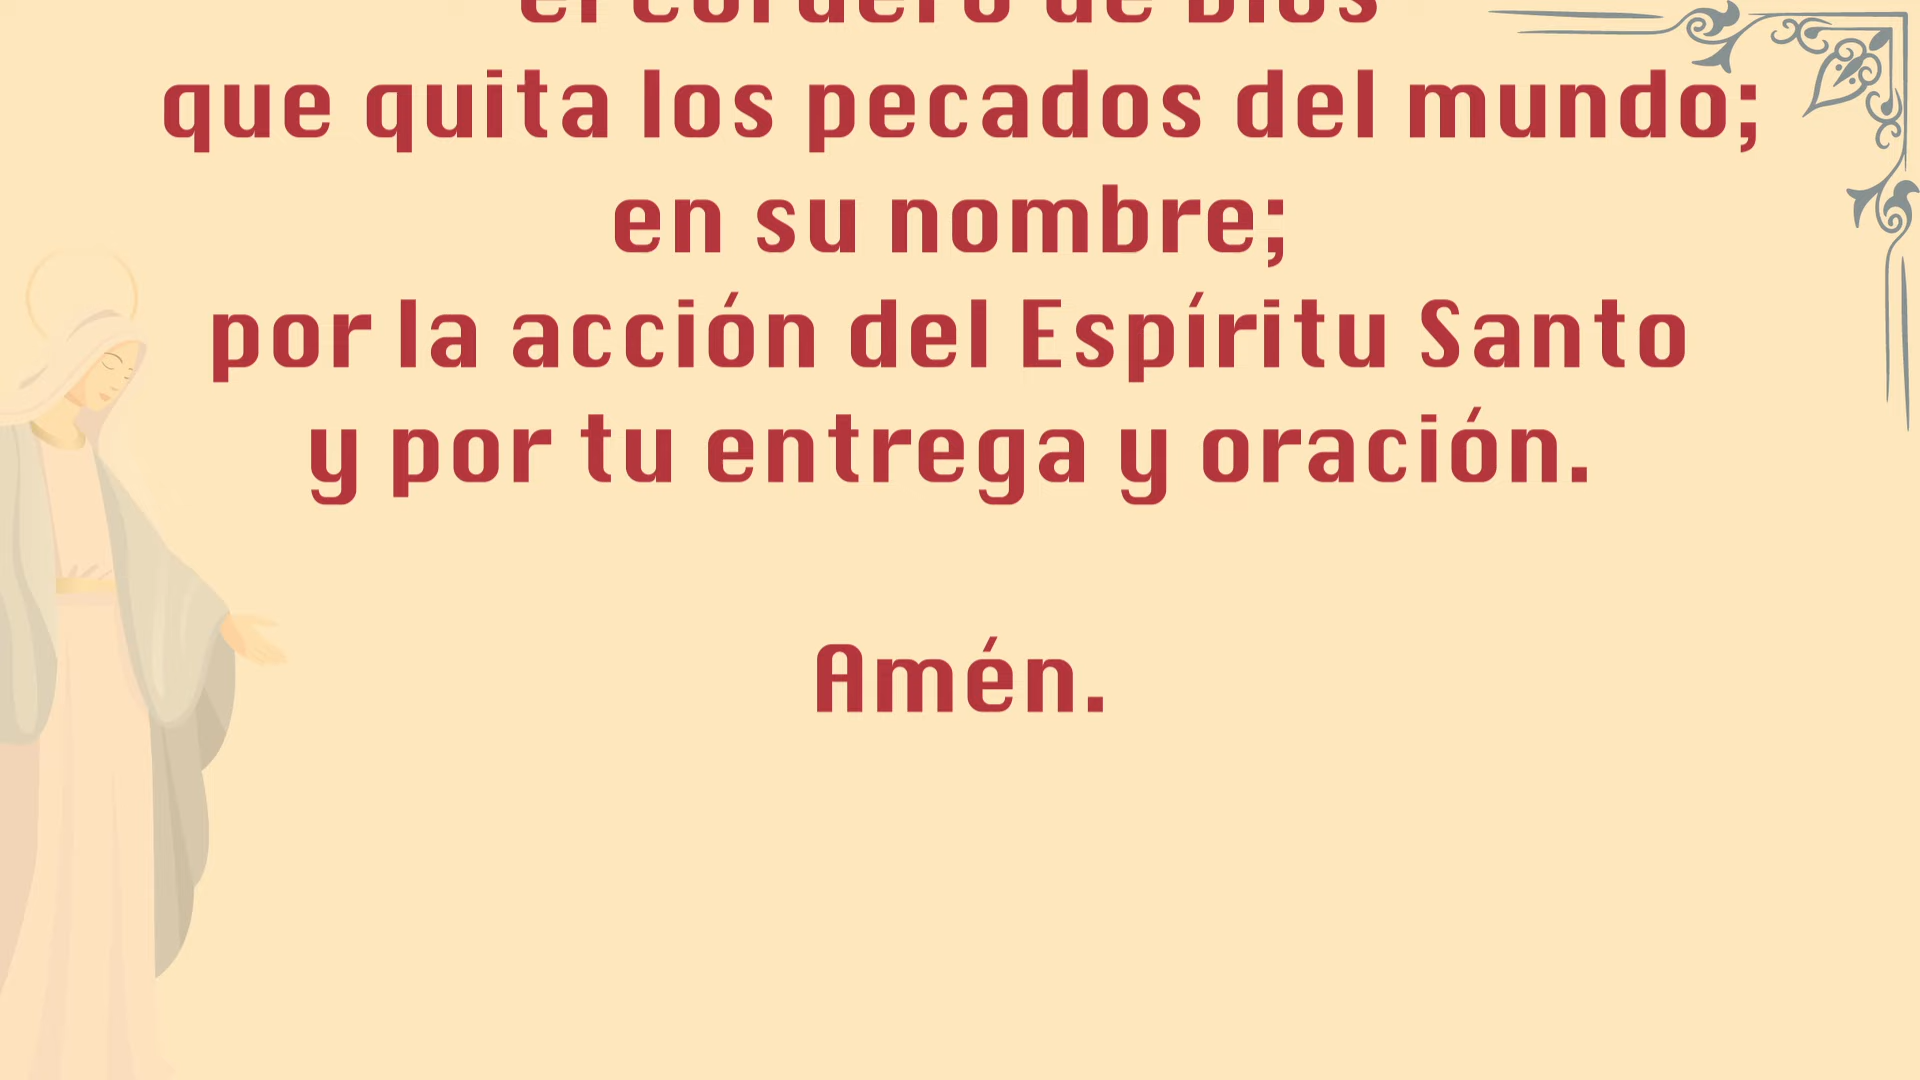 el Cordero de Dios
que quita los pecados del mundo;
en su nombre;
por la acción del Espíritu Santo
y por tu entrega y oración.
Amén.